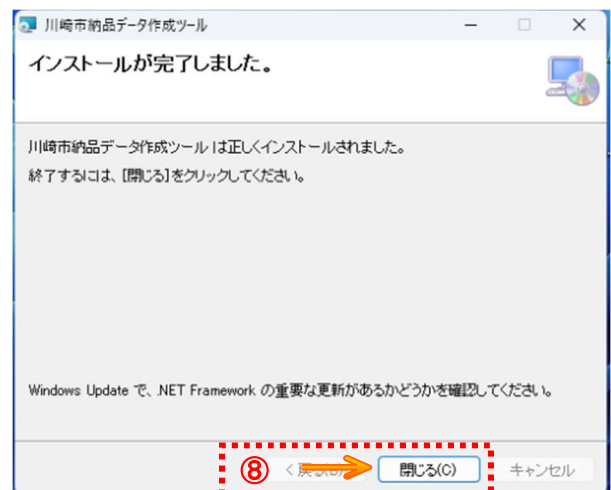 川崎市納品データ作成ツール
インストールが完了しました。
川崎市納品データ作成ツール は正しくインストールされました。
終了するには、[閉じる]をクリックしてください。
Windows Update で、.NET Framework の重要な更新があるかどうかを確認してください。
⑧ < 戻る 閉じる(C) キャンセル